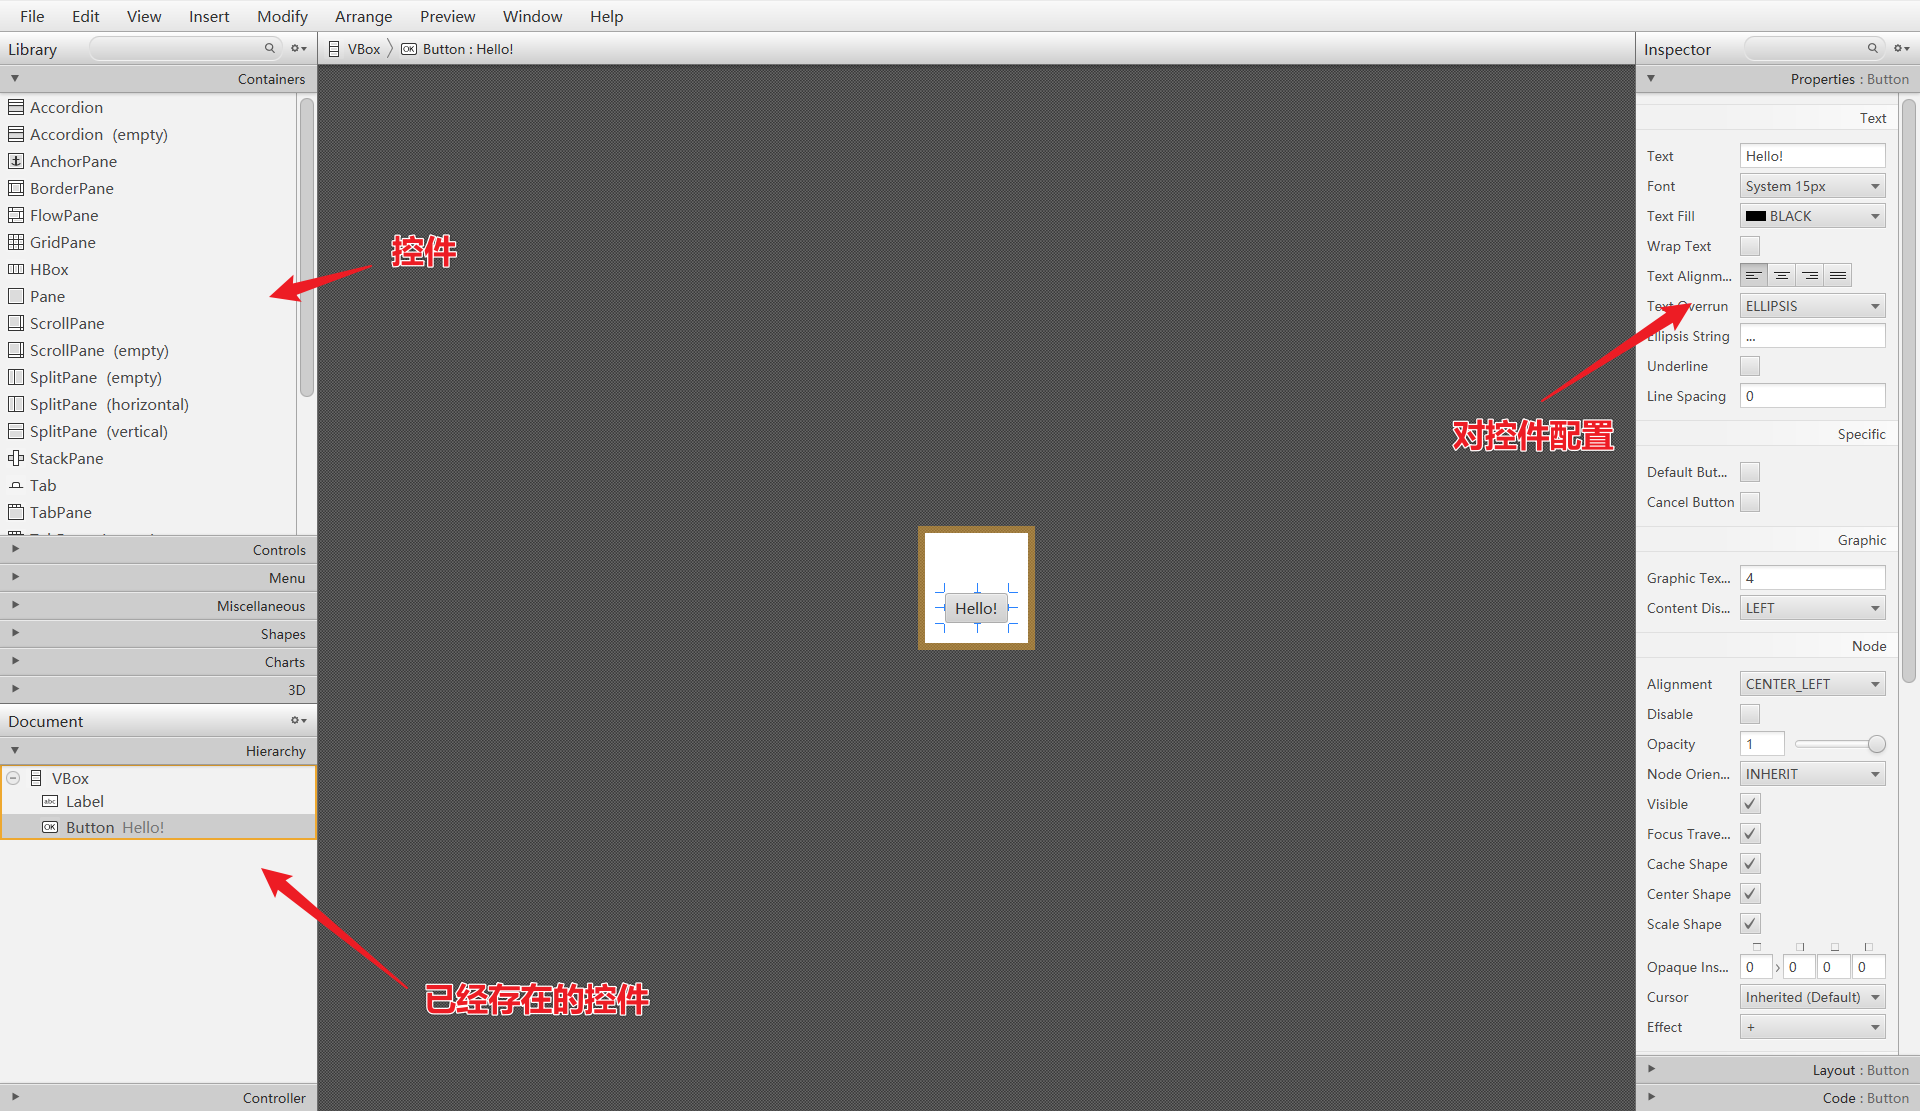 File Edit View Insert Modify Arrange Preview Window Help
Library
VBox Button : Hello!
Inspector
Containers
Accordion
Accordion (empty)
AnchorPane
BorderPane
FlowPane
GridPane
HBox
Pane
ScrollPane
ScrollPane (empty)
SplitPane (empty)
SplitPane (horizontal)
SplitPane (vertical)
StackPane
Tab
TabPane
Controls
Menu
Miscellaneous
Shapes
Charts
3D
Document
Hierarchy
VBox
abc Label
OK Button Hello!
Controller
控件
已经存在的控件
Hello!
对控件配置
Properties : Button
Text
Text Hello!
Font System 15px
Text Fill BLACK
Wrap Text
Text Alignm...
Text Overrun ELLIPSIS
Ellipsis String ...
Underline
Line Spacing 0
Specific
Default But...
Cancel Button
Graphic
Graphic Tex... 4
Content Dis... LEFT
Node
Alignment CENTER_LEFT
Disable
Opacity 1
Node Orien... INHERIT
Visible
Focus Trave...
Cache Shape
Center Shape
Scale Shape
Opaque Ins... 0 0 0 0
Cursor Inherited (Default)
Effect +
Layout : Button
Code : Button